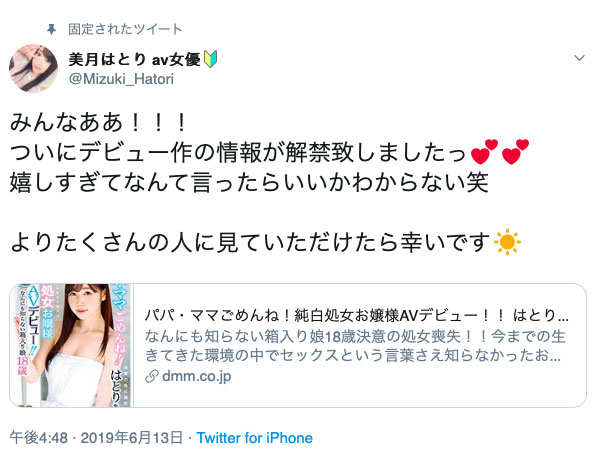 固定されたツイート
美月はとり av女優🔰
@Mizuki_Hatori
みんなああ！！！
ついにデビュー作の情報が解禁致しましたっ💕💕
嬉しすぎてなんて言ったらいいかわからない笑
よりたくさんの人に見ていただけたら幸いです☀️
パパ・ママごめんね！純白処女お嬢様AVデビュー！！ はとり...
なんにも知らない箱入り娘18歳決意の処女喪失！！今までの生
きてきた環境の中でセックスという言葉さえ知らなかったお...
dmm.co.jp
・ママごめんね！
処女お嬢様
AVデビュー!!
なんにも知らない箱入り娘18歳
はとり
午後4:48 · 2019年6月13日 · Twitter for iPhone